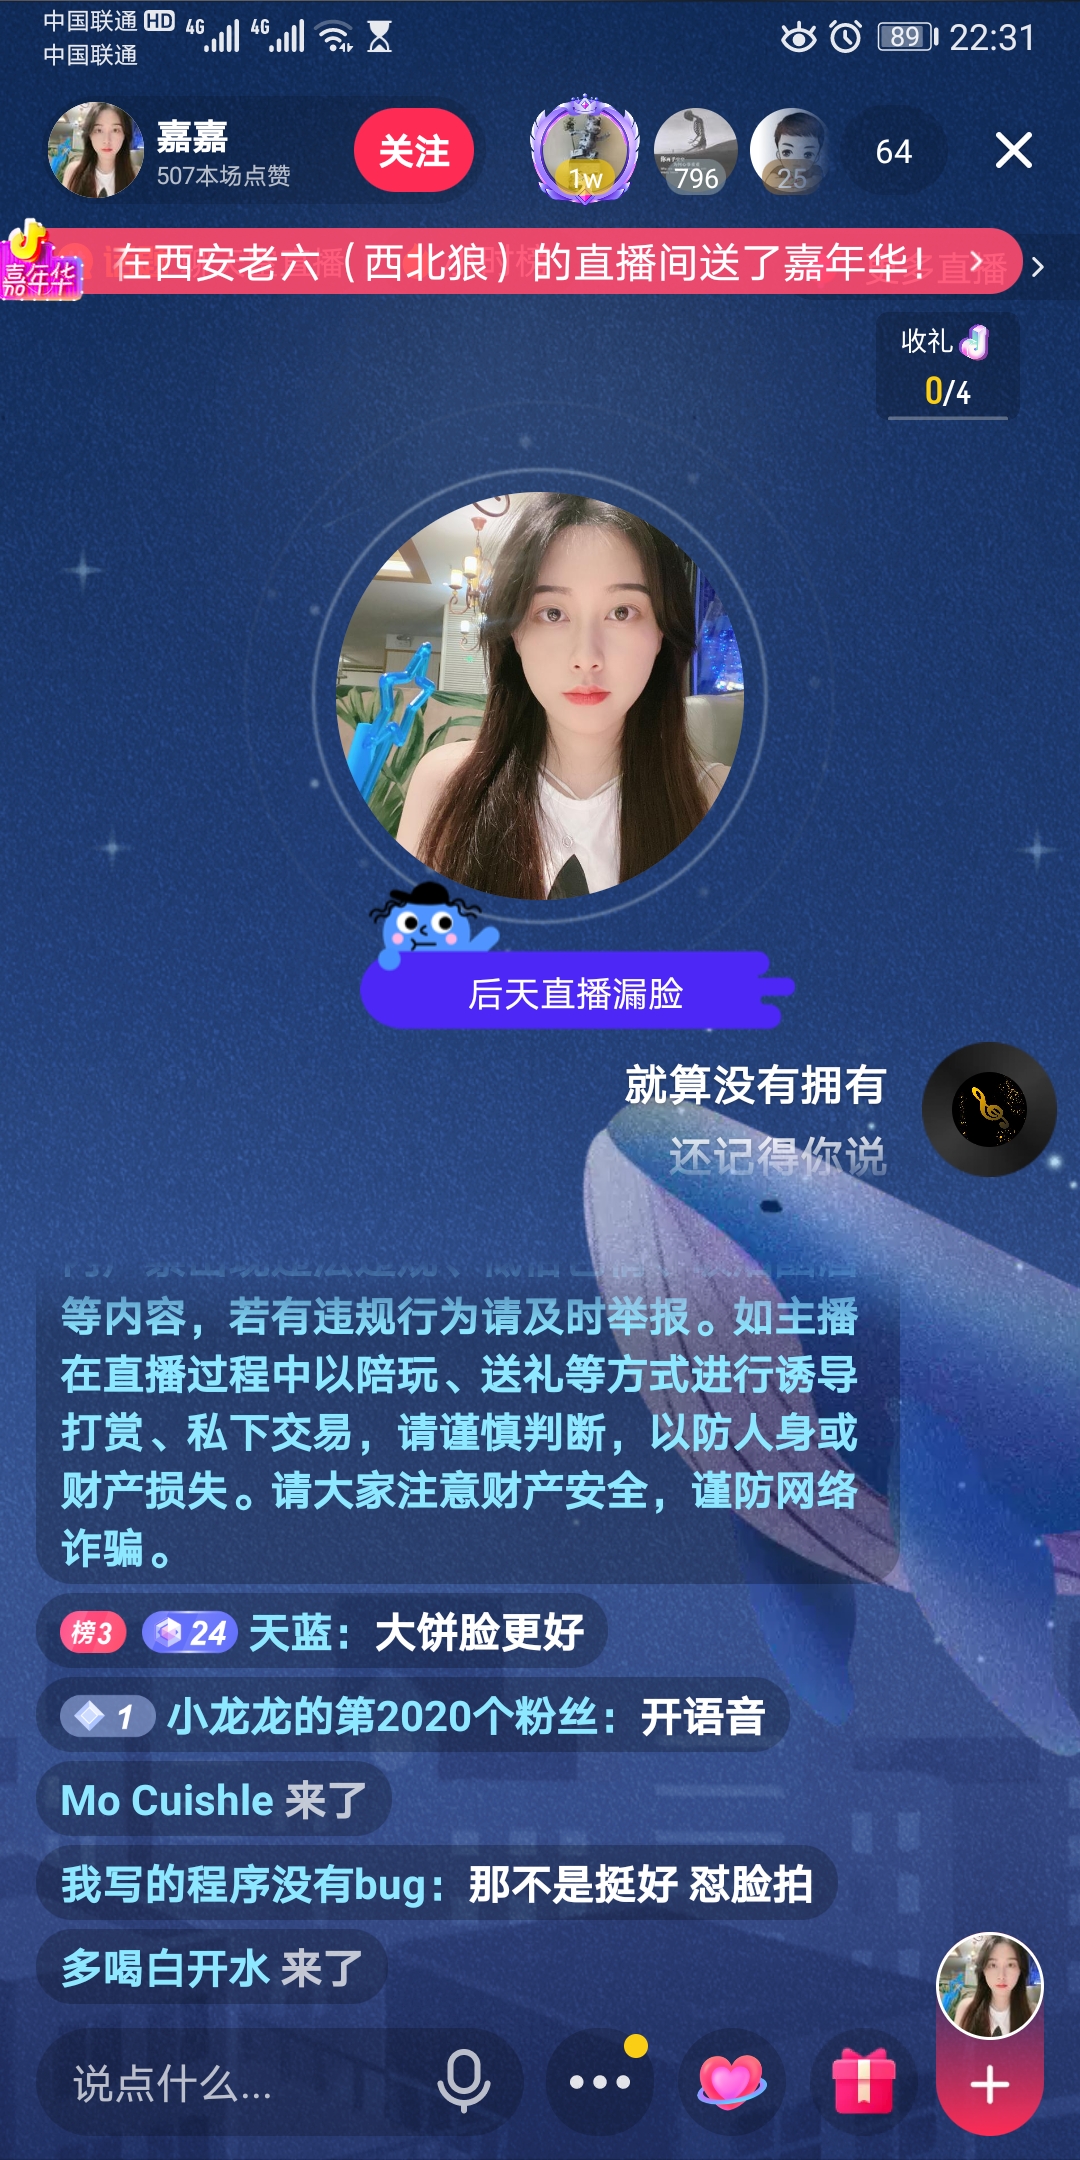 中国联通 HD 4G 4G 89 22:31
中国联通
嘉嘉
507本场点赞
关注
1w
796
25
64
嘉年华
在西安老六（西北狼）的直播间送了嘉年华！
多直播
收礼
0/4
后天直播漏脸
就算没有拥有
还记得你说
等内容，若有违规行为请及时举报。如主播
在直播过程中以陪玩、送礼等方式进行诱导
打赏、私下交易，请谨慎判断，以防人身或
财产损失。请大家注意财产安全，谨防网络
诈骗。
榜3 24 天蓝：大饼脸更好
1 小龙龙的第2020个粉丝：开语音
Mo Cuishle 来了
我写的程序没有bug：那不是挺好 怼脸拍
多喝白开水 来了
说点什么...